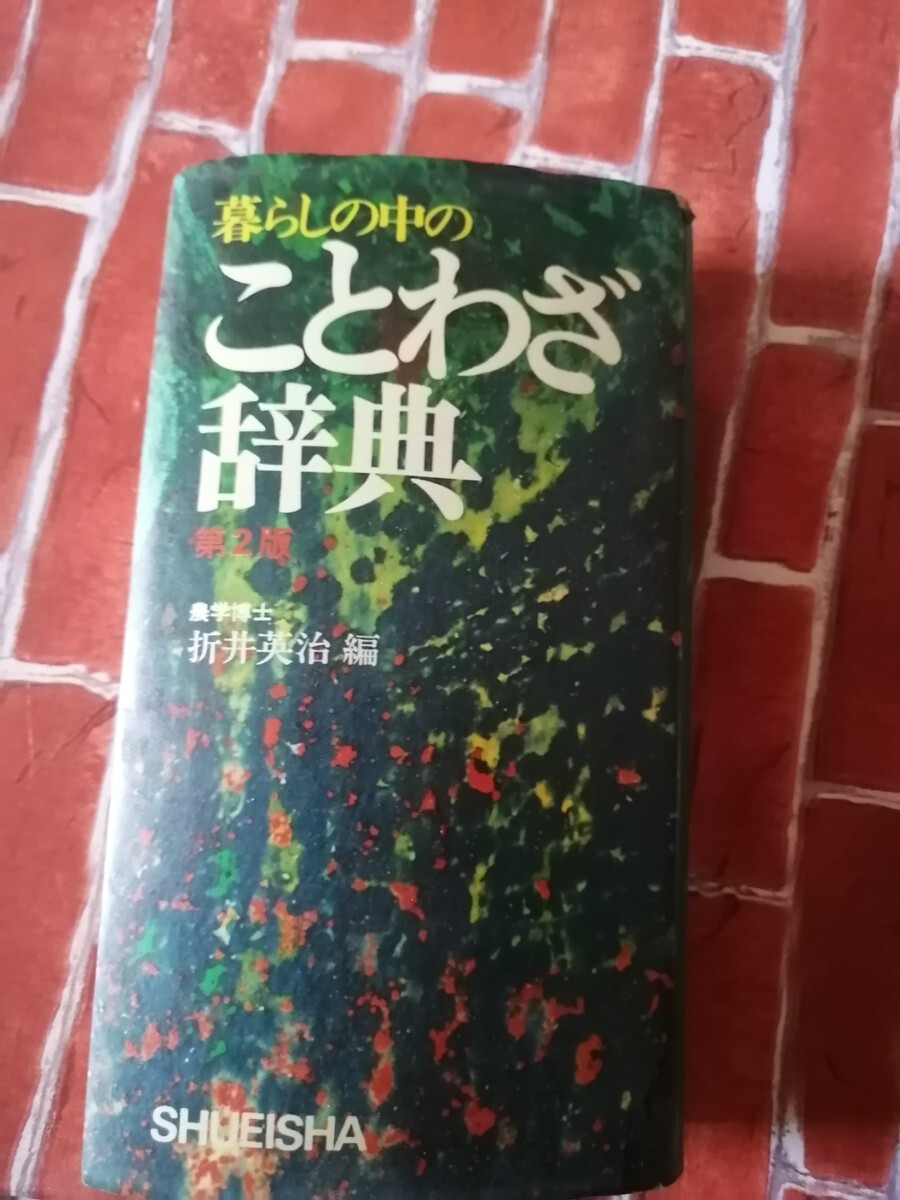 暮らしの中の
ことわざ
辞典
第2版
農学博士
折井英治 編
SHUEISHA